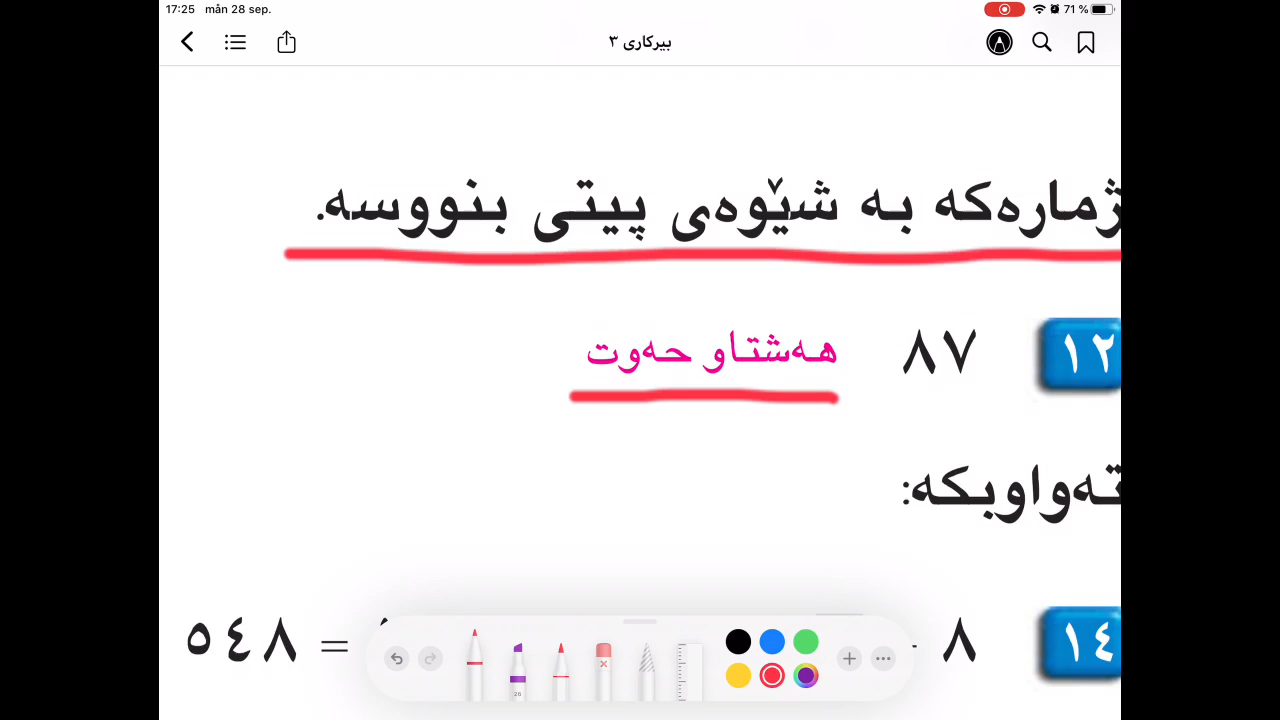 17:25 mån 28 sep. 71 %
بیرکاری ٣
ژمارەکە بە شێوەی پیتی بنووسە.
١٢ ٨٧ هەشتاو حەوت
تەواوبکە:
١٤ ٨ = ٥٤٨
26